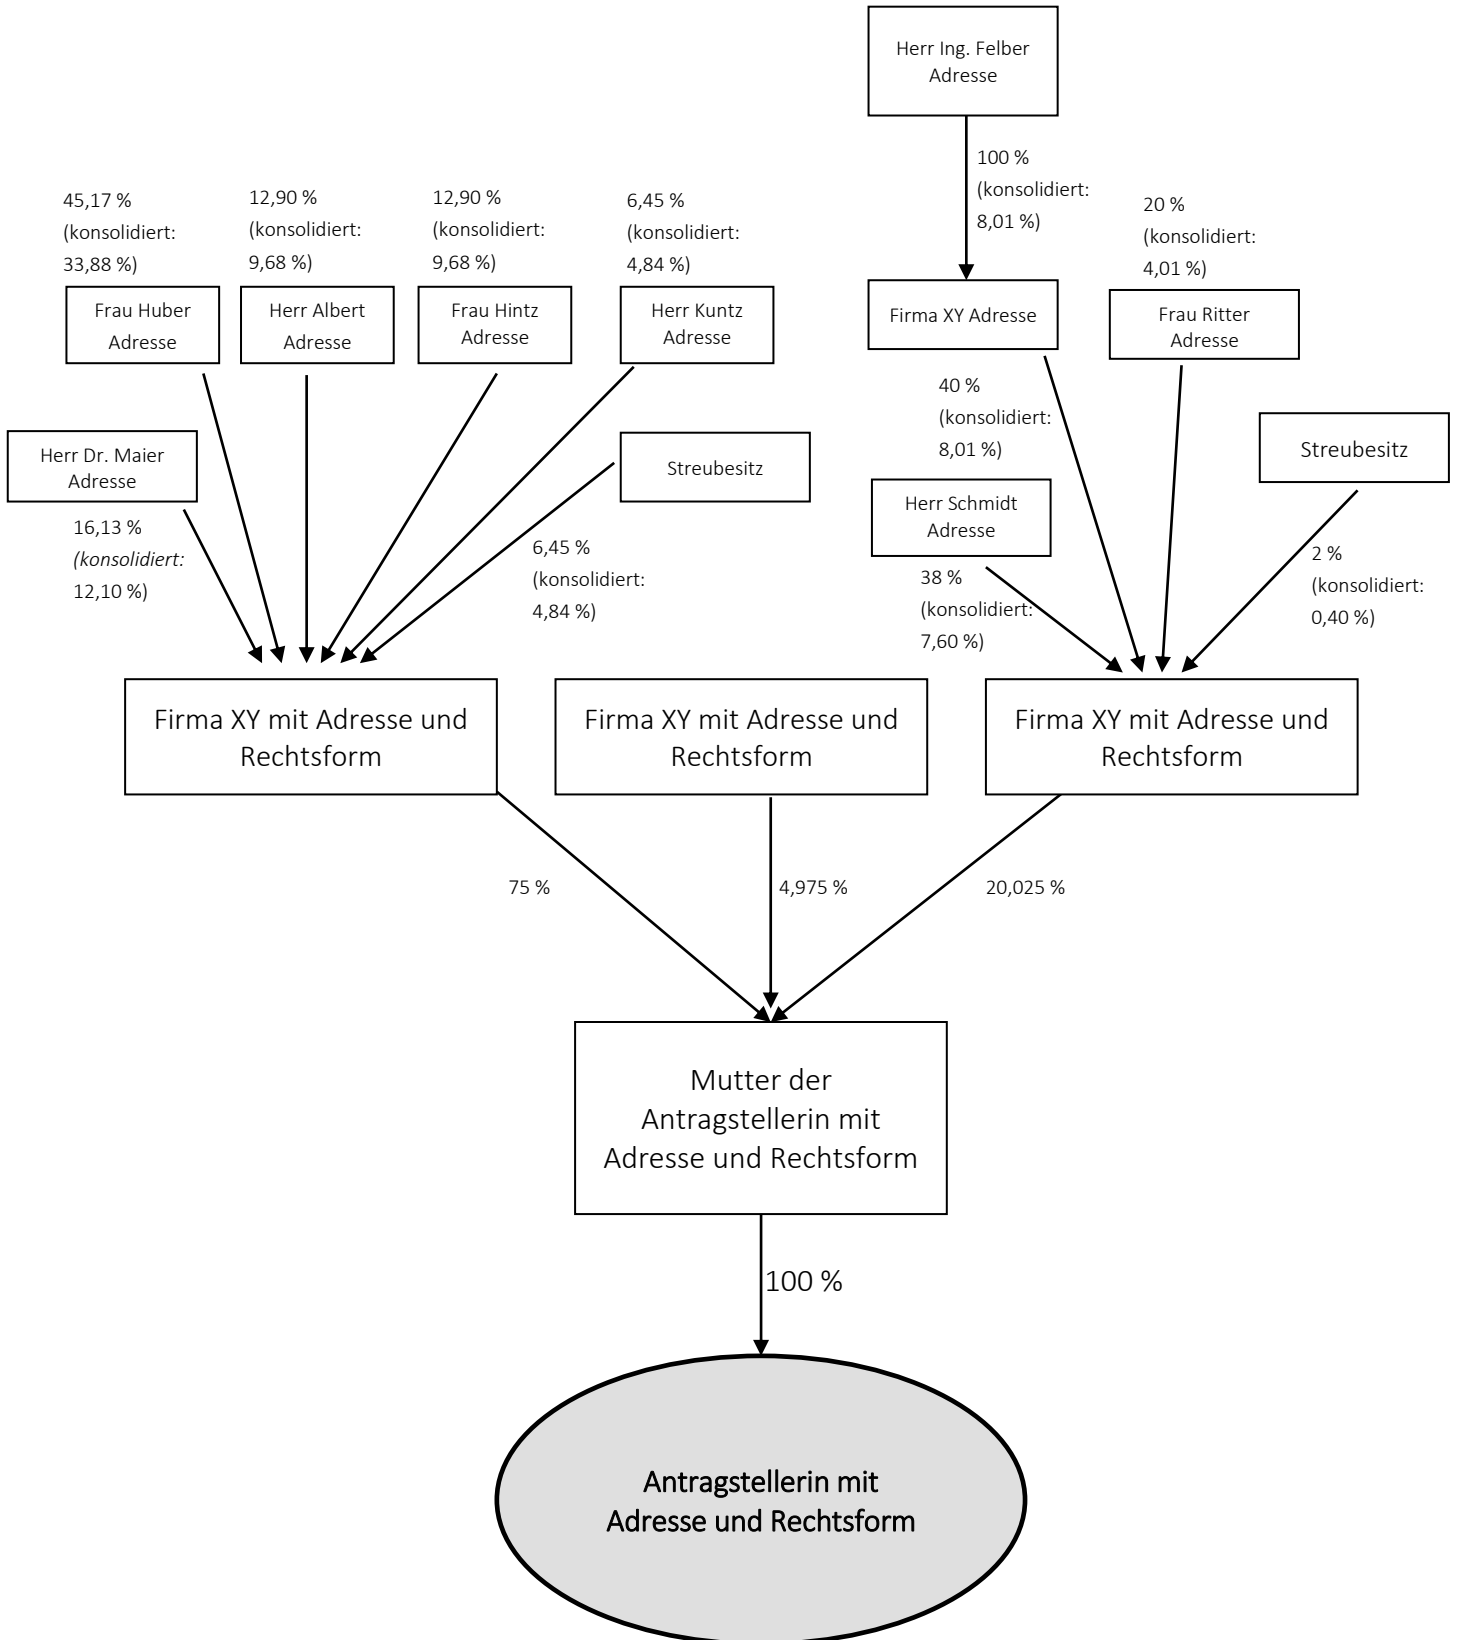 Herr Ing. Felber
Adresse
100 %
(konsolidiert:
8,01 %)
45,17 %
(konsolidiert:
33,88 %)
12,90 %
(konsolidiert:
9,68 %)
12,90 %
(konsolidiert:
9,68 %)
6,45 %
(konsolidiert:
4,84 %)
20 %
(konsolidiert:
4,01 %)
Frau Huber
Adresse
Herr Albert
Adresse
Frau Hintz
Adresse
Herr Kuntz
Adresse
Firma XY Adresse
Frau Ritter
Adresse
40 %
(konsolidiert:
8,01 %)
Herr Dr. Maier
Adresse
Streubesitz
Streubesitz
Herr Schmidt
Adresse
16,13 %
(konsolidiert:
12,10 %)
6,45 %
(konsolidiert:
4,84 %)
38 %
(konsolidiert:
7,60 %)
2 %
(konsolidiert:
0,40 %)
Firma XY mit Adresse und
Rechtsform
Firma XY mit Adresse und
Rechtsform
Firma XY mit Adresse und
Rechtsform
75 %
4,975 %
20,025 %
Mutter der
Antragstellerin mit
Adresse und Rechtsform
100 %
Antragstellerin mit
Adresse und Rechtsform